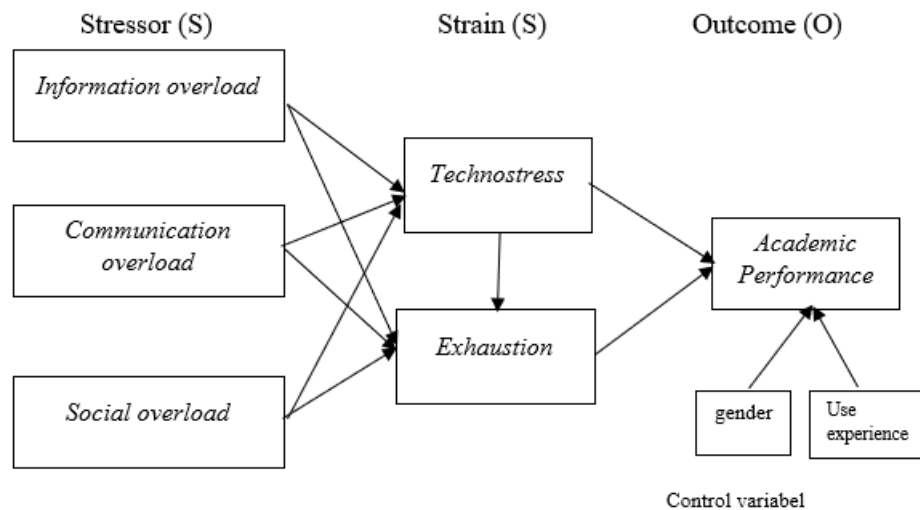 Stressor (S)
Strain (S)
Outcome (O)
Information overload
Technostress
Communication
overload
Academic
Performance
Exhaustion
Social overload
gender
Use
experience
Control variabel